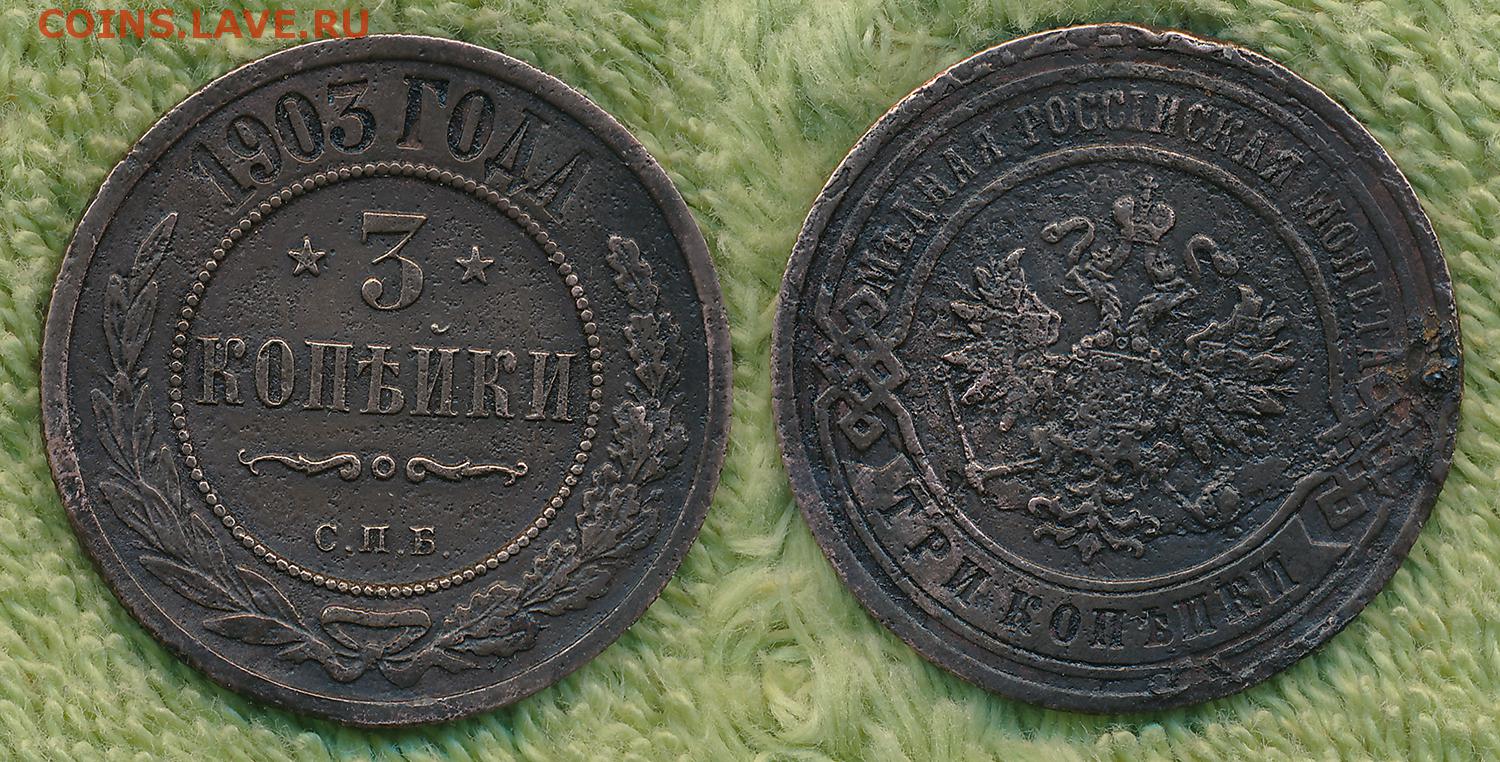 COINS.LAVE.RU
1903 ГОДА
3
КОПѢЙКИ
С.П.Б.
МѢДНАЯ РОССІЙСКАЯ МОНЕТА
ТРИ КОПѢЙКИ